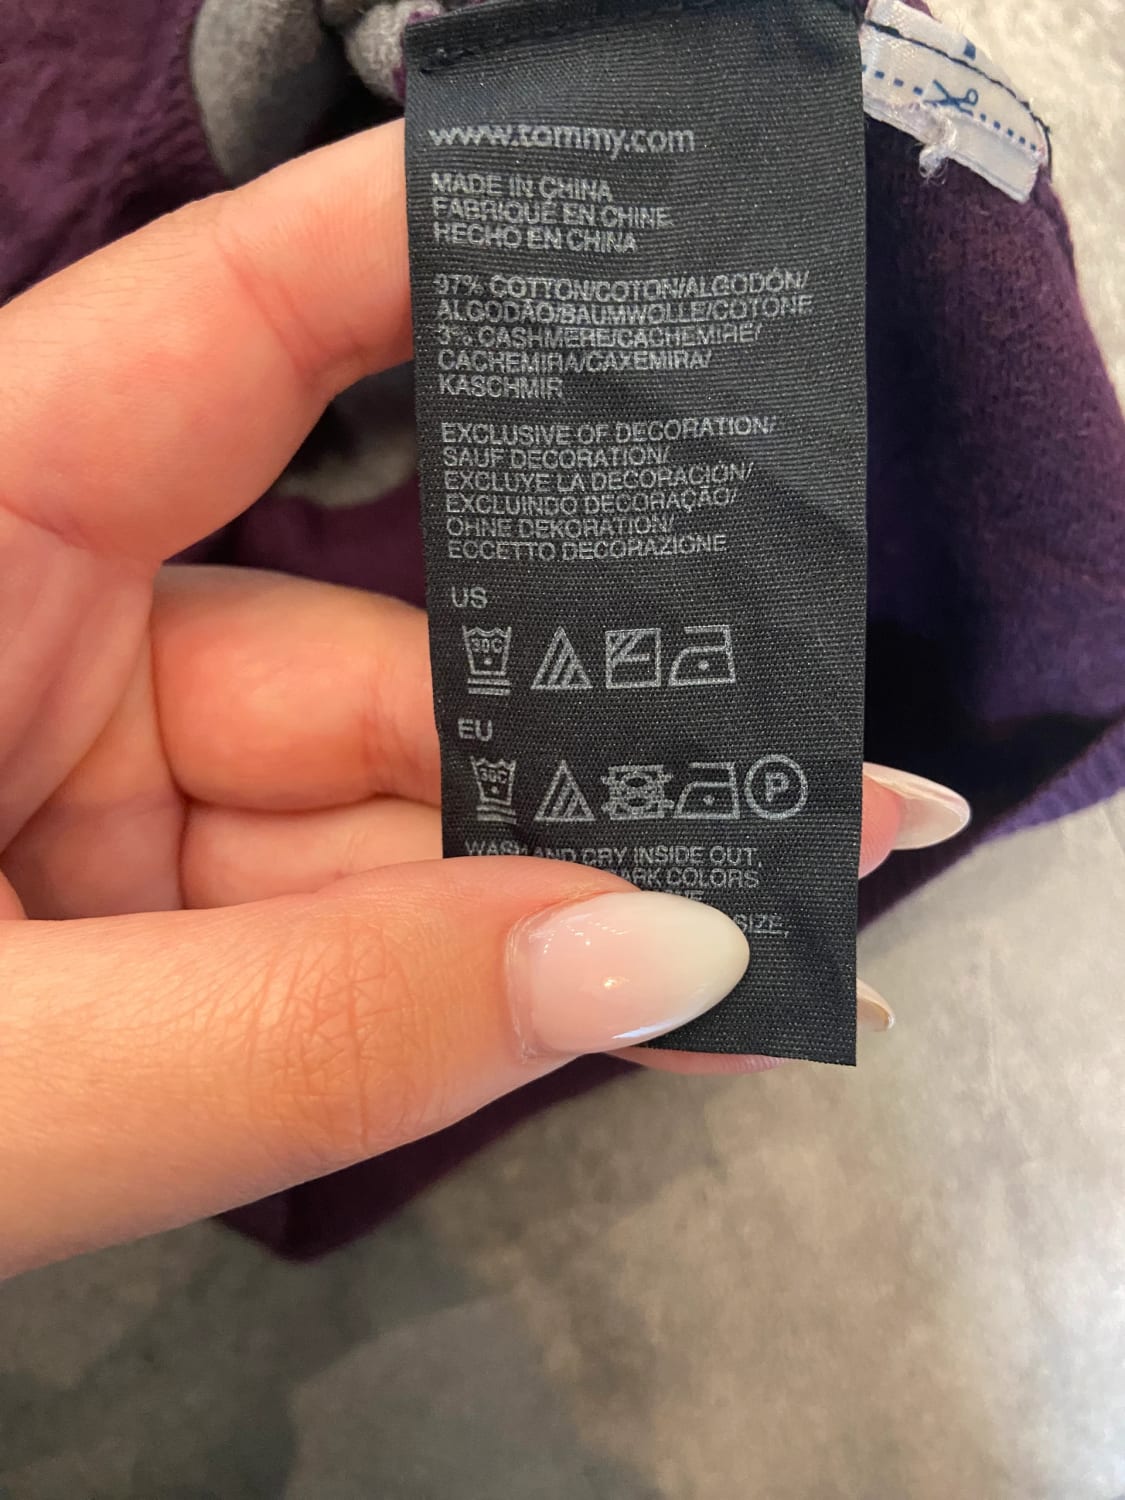 www.tommy.com
MADE IN CHINA
FABRIQUÉ EN CHINE
HECHO EN CHINA
97% COTTON/COTON/ALGODÓN/
ALGODÃO/BAUMWOLLE/COTONE
3% CASHMERE/CACHEMIRE/
CACHEMIRA/CAXEMIRA/
KASCHMIR
EXCLUSIVE OF DECORATION/
SAUF DECORATION/
EXCLUYE LA DECORACIÓN/
EXCLUINDO DECORAÇÃO/
OHNE DEKORATION/
ECCETTO DECORAZIONE
US
30C
EU
30C
P
WASH AND DRY INSIDE OUT,
DARK COLORS
SIZE,